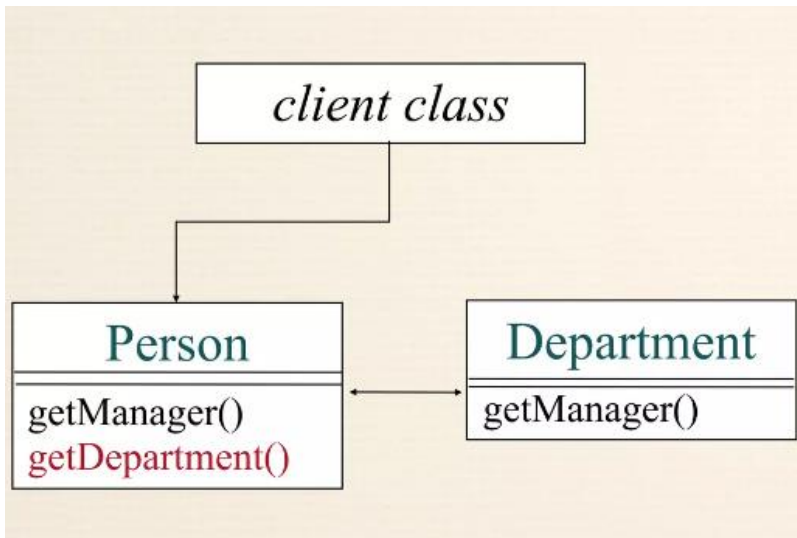 client class
Person
getManager()
getDepartment()
Department
getManager()